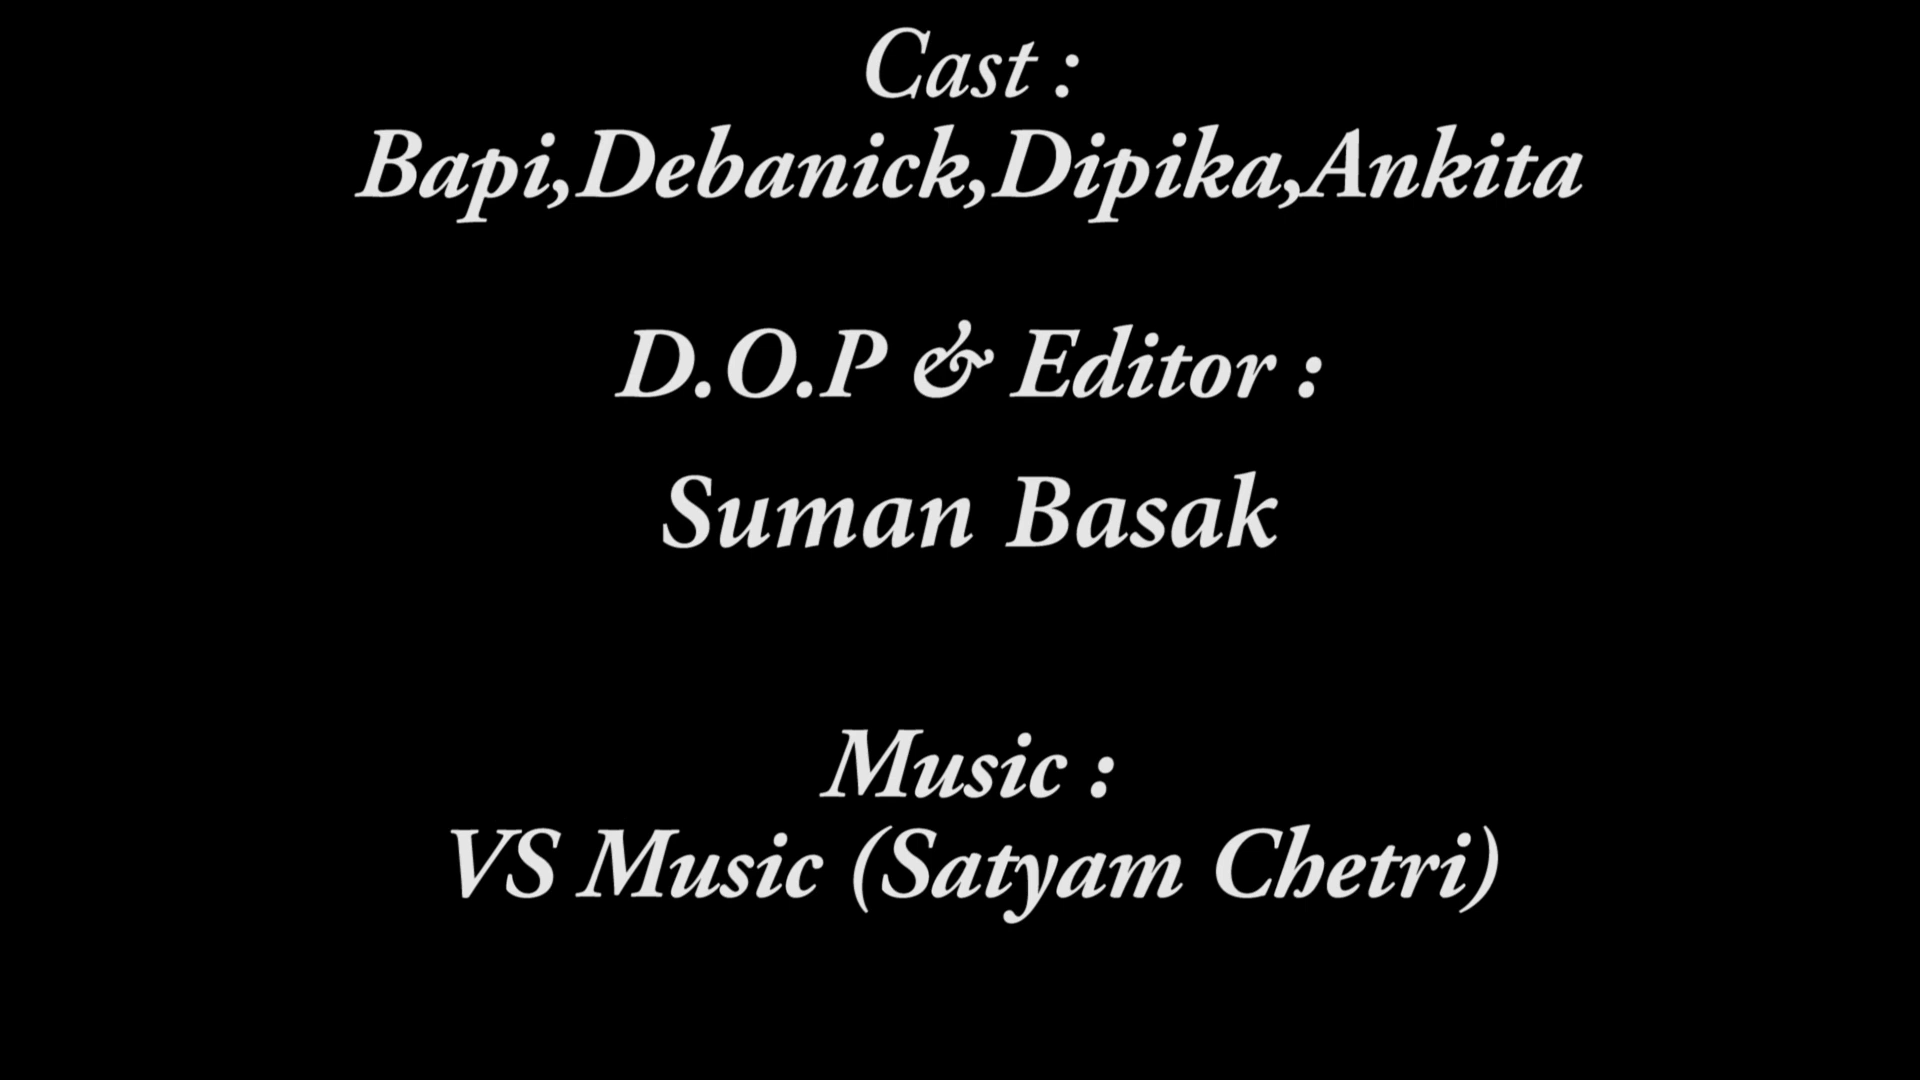 Cast :
Bapi,Debanick,Dipika,Ankita
D.O.P & Editor :
Suman Basak
Music :
VS Music (Satyam Chetri)